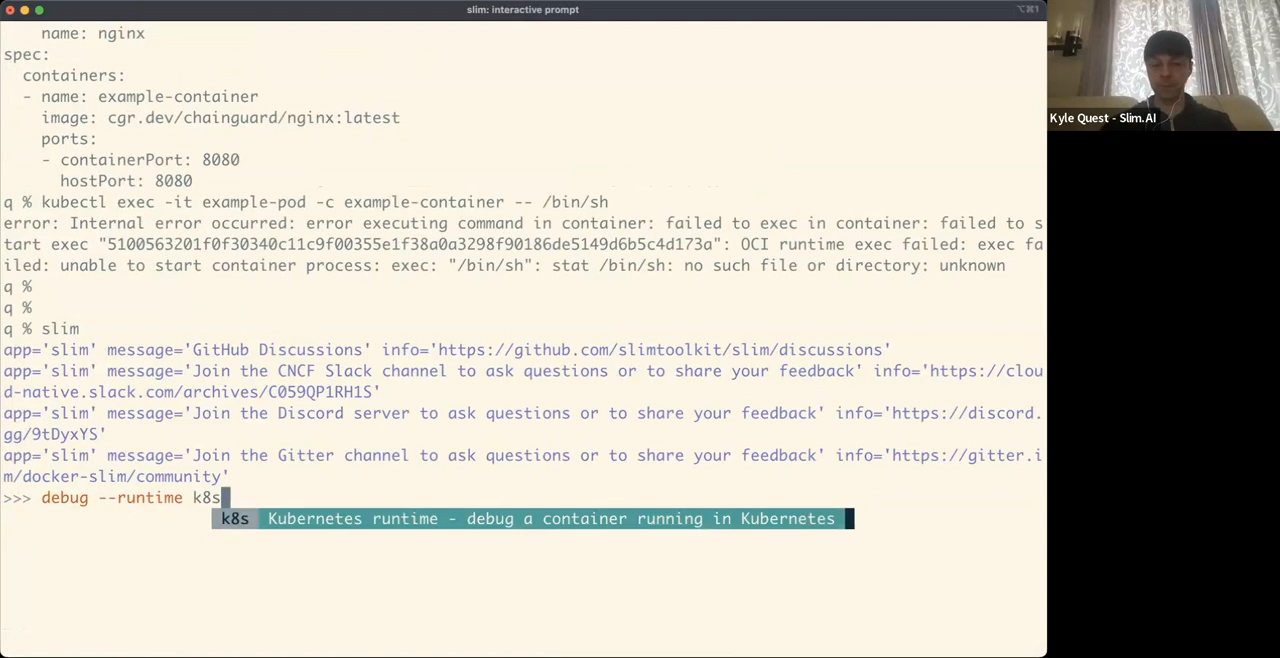 slim: interactive prompt
⌥⌘1
name: nginx
spec:
containers:
- name: example-container
image: cgr.dev/chainguard/nginx:latest
ports:
- containerPort: 8080
hostPort: 8080
q % kubectl exec -it example-pod -c example-container -- /bin/sh
error: Internal error occurred: error executing command in container: failed to exec in container: failed to s
tart exec "5100563201f0f30340c11c9f00355e1f38a0a3298f90186de5149d6b5c4d173a": OCI runtime exec failed: exec fa
iled: unable to start container process: exec: "/bin/sh": stat /bin/sh: no such file or directory: unknown
q %
q %
q % slim
app='slim' message='GitHub Discussions' info='https://github.com/slimtoolkit/slim/discussions'
app='slim' message='Join the CNCF Slack channel to ask questions or to share your feedback' info='https://clou
d-native.slack.com/archives/C059QP1RH1S'
app='slim' message='Join the Discord server to ask questions or to share your feedback' info='https://discord.
gg/9tDyxYS'
app='slim' message='Join the Gitter channel to ask questions or to share your feedback' info='https://gitter.i
m/docker-slim/community'
>>> debug --runtime k8s
k8s Kubernetes runtime - debug a container running in Kubernetes
Kyle Quest - Slim.AI